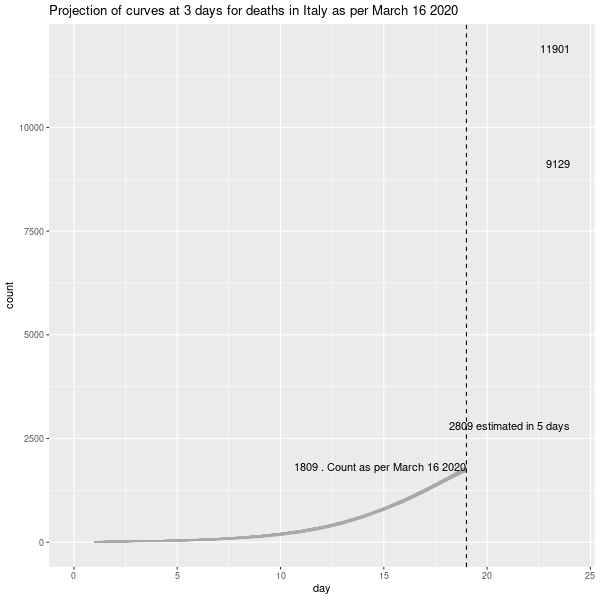 Projection of curves at 3 days for deaths in Italy as per March 16 2020
11901
10000
9129
7500
count
5000
2809 estimated in 5 days
2500
1809 . Count as per March 16 2020
0
0 5 10 15 20 25
day